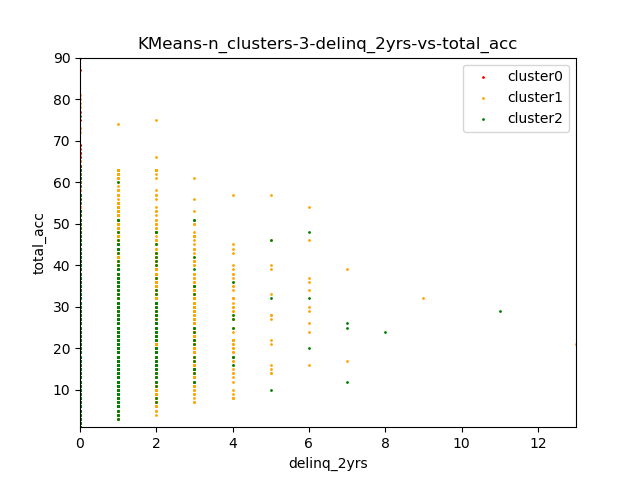 KMeans-n_clusters-3-delinq_2yrs-vs-total_acc
90
80
70
60
50
40
30
20
10
total_acc
cluster0
cluster1
cluster2
0 2 4 6 8 10 12
delinq_2yrs